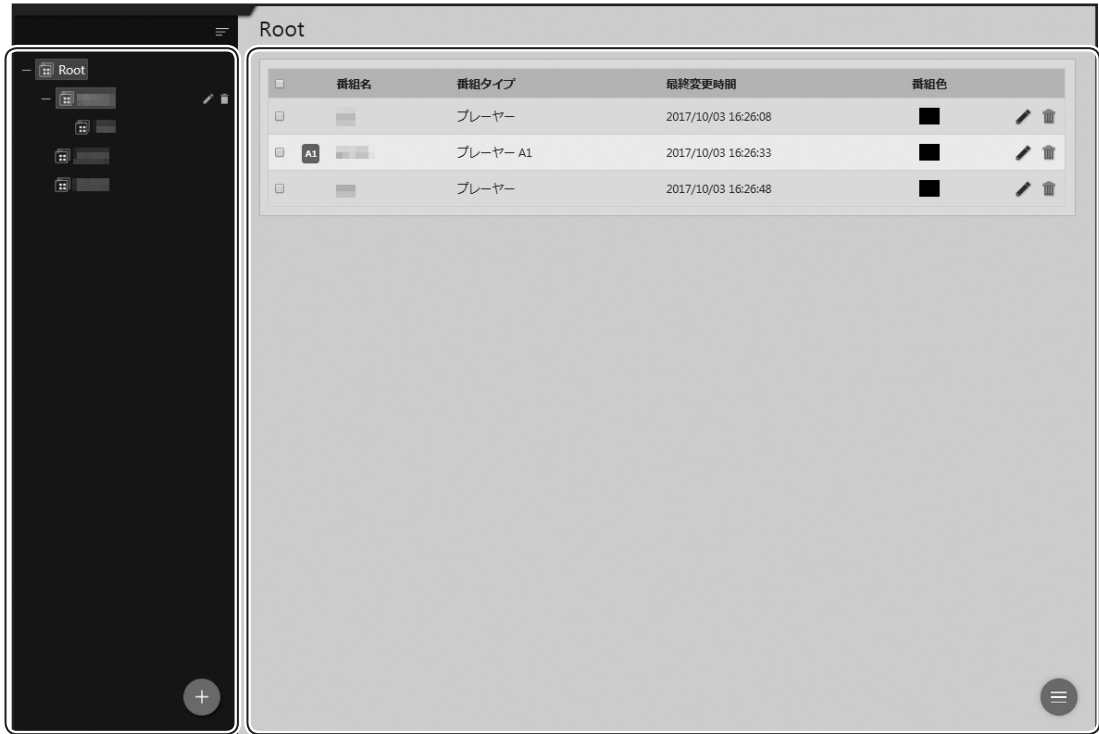 Root
Root
番組名 番組タイプ 最終変更時間 番組色
プレーヤー 2017/10/03 16:26:08
A1 プレーヤー A1 2017/10/03 16:26:33
プレーヤー 2017/10/03 16:26:48